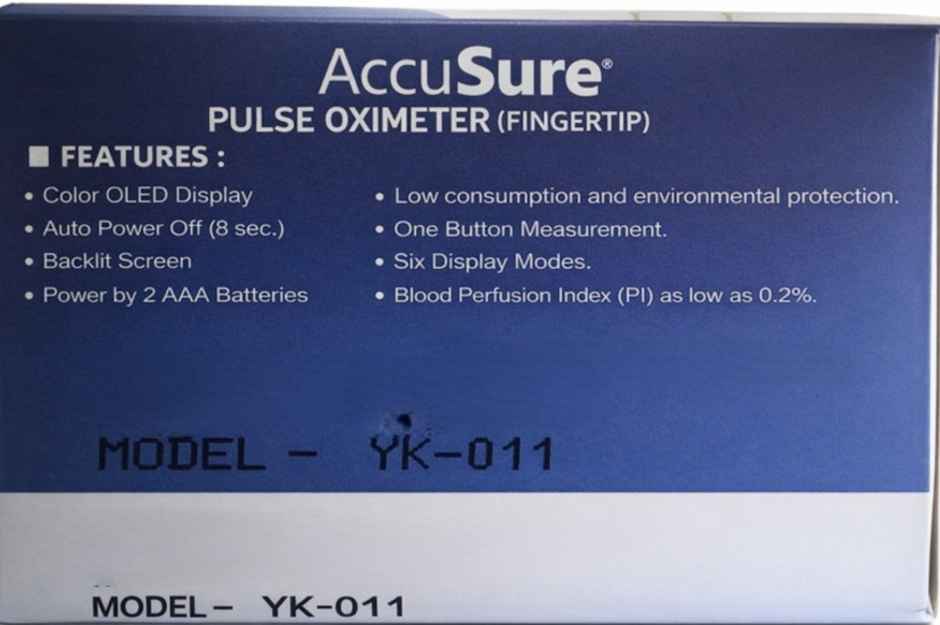 AccuSure®
PULSE OXIMETER (FINGERTIP)
■ FEATURES :
• Color OLED Display
• Auto Power Off (8 sec.)
• Backlit Screen
• Power by 2 AAA Batteries
• Low consumption and environmental protection.
• One Button Measurement.
• Six Display Modes.
• Blood Perfusion Index (PI) as low as 0.2%.
MODEL - YK-011
MODEL- YK-011